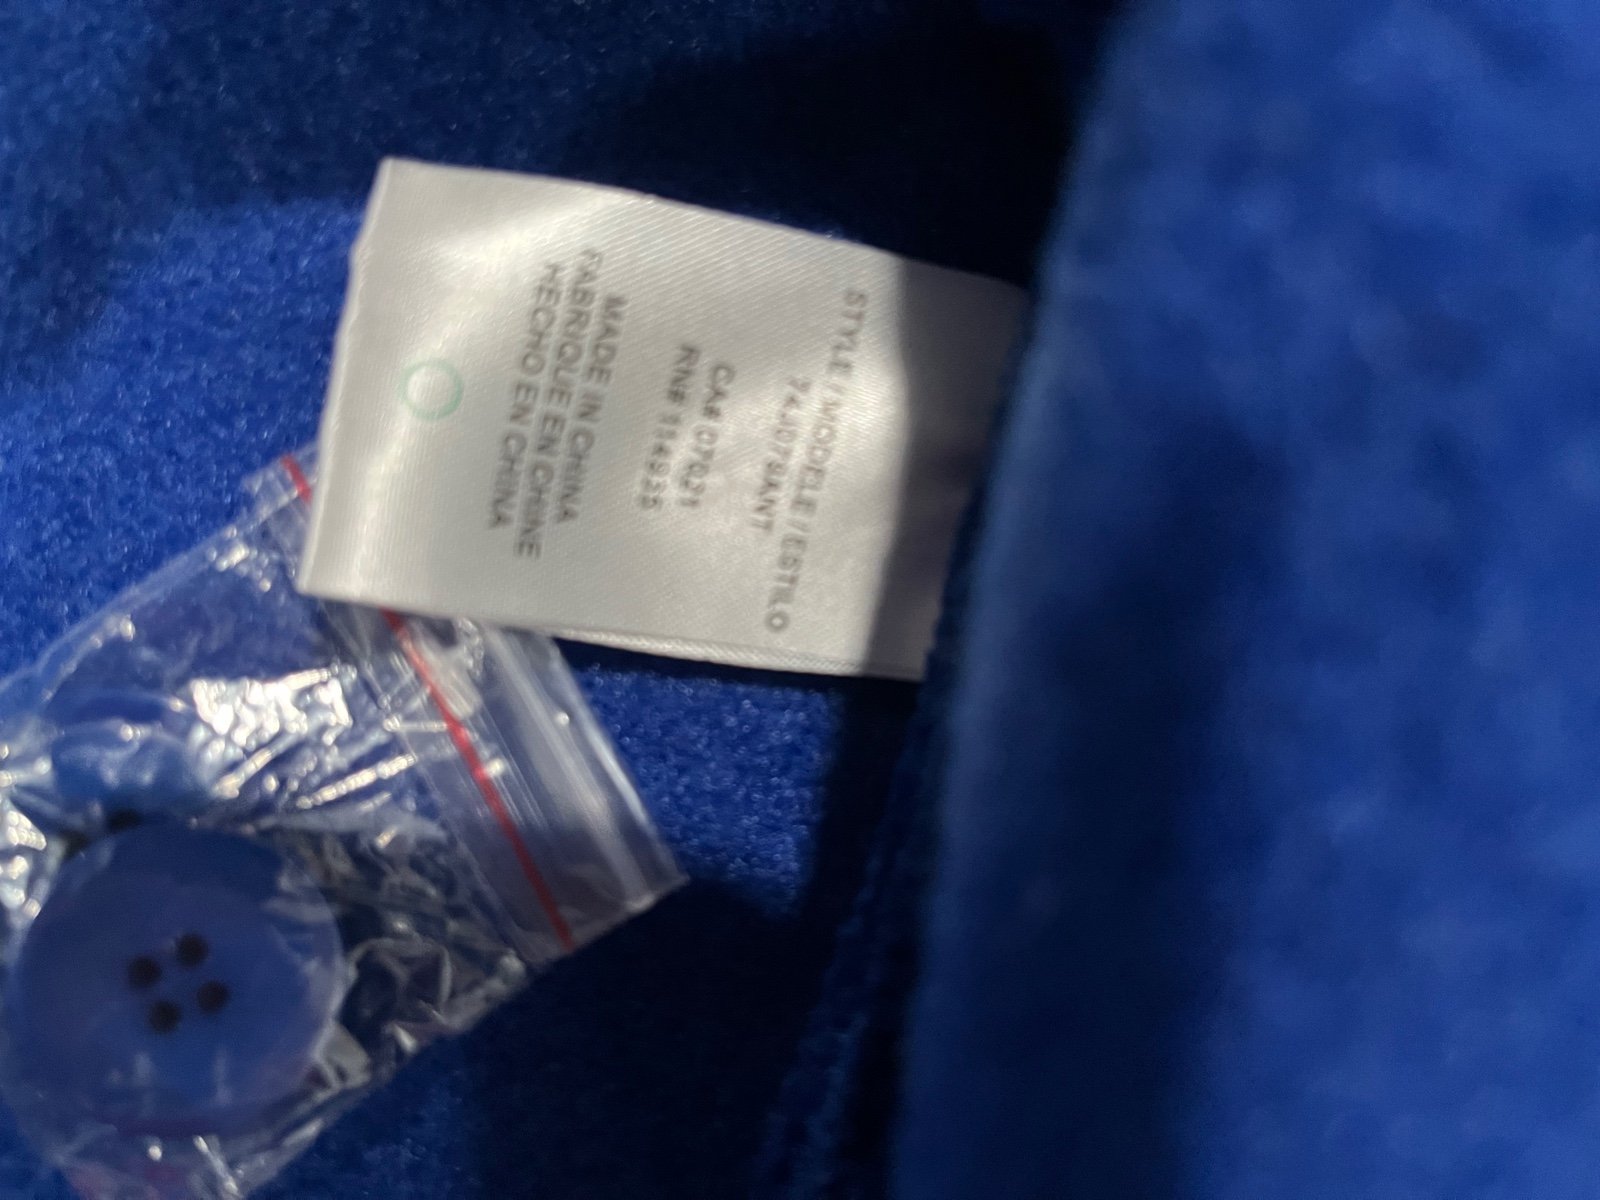 STYLE / MODELE / ESTILO
CA# 07621
MADE IN CHINA
FABRIQUE EN CHINE
HECHO EN CHINA